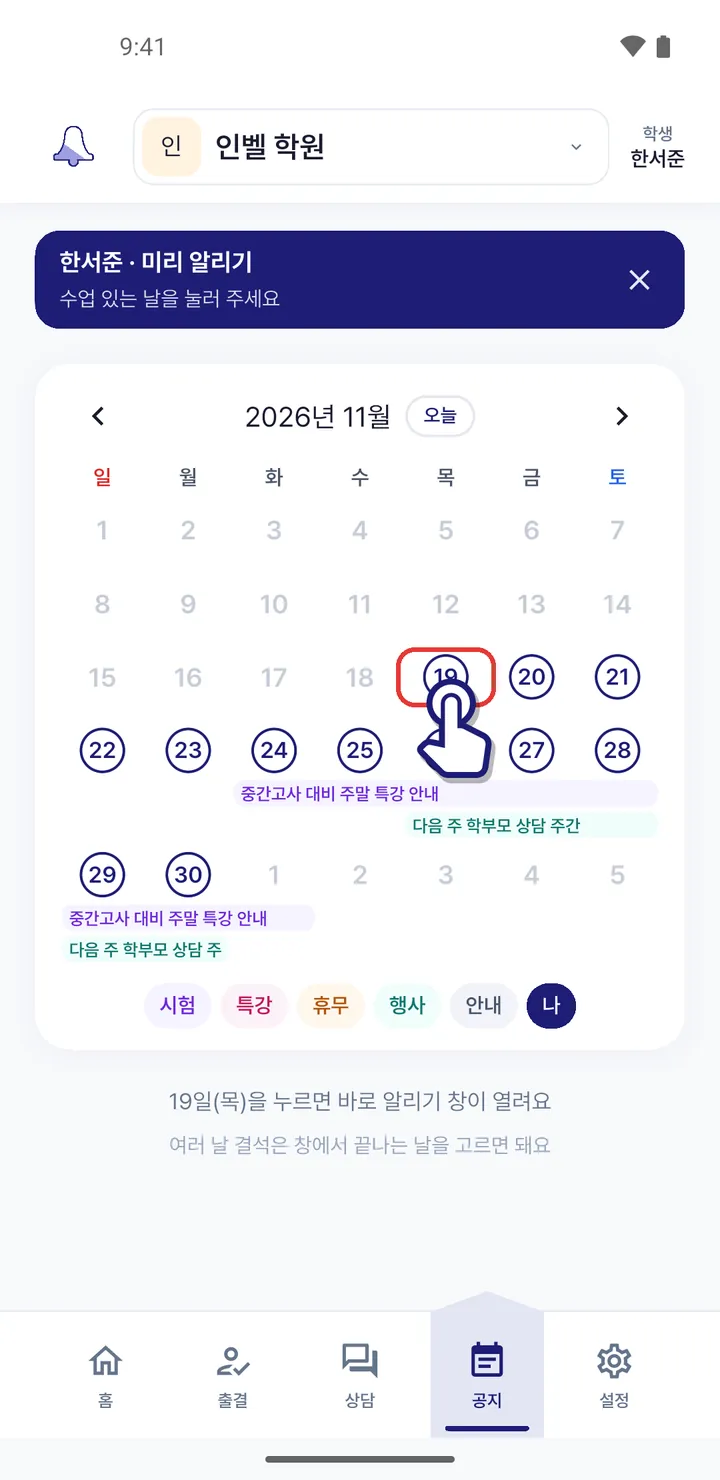 9:41
인 인벨 학원
학생
한서준
한서준 · 미리 알리기
수업 있는 날을 눌러 주세요
2026년 11월 오늘
일 월 화 수 목 금 토
1 2 3 4 5 6 7
8 9 10 11 12 13 14
15 16 17 18 19 20 21
22 23 24 25 27 28
중간고사 대비 주말 특강 안내
다음 주 학부모 상담 주간
29 30 1 2 3 4 5
중간고사 대비 주말 특강 안내
다음 주 학부모 상담 주
시험 특강 휴무 행사 안내 나
19일(목)을 누르면 바로 알리기 창이 열려요
여러 날 결석은 창에서 끝나는 날을 고르면 돼요
홈 출결 상담 공지 설정